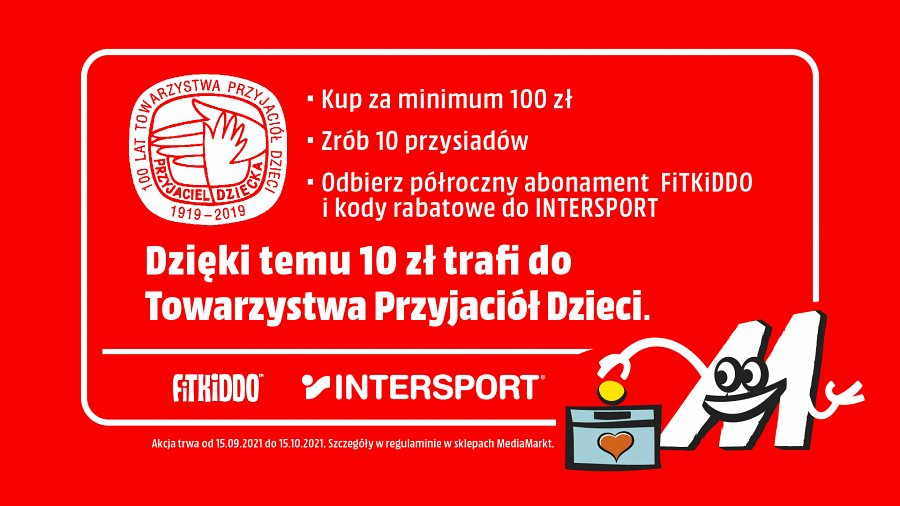 100 LAT TOWARZYSTWA PRZYJACIÓŁ DZIECI
PRZYJACIEL DZIECKA
1919-2019
▪ Kup za minimum 100 zł
▪ Zrób 10 przysiadów
▪ Odbierz półroczny abonament FiTKiDDO
i kody rabatowe do INTERSPORT
Dzięki temu 10 zł trafi do
Towarzystwa Przyjaciół Dzieci.
FiTKiDDO™
INTERSPORT®
Akcja trwa od 15.09.2021 do 15.10.2021. Szczegóły w regulaminie w sklepach MediaMarkt.